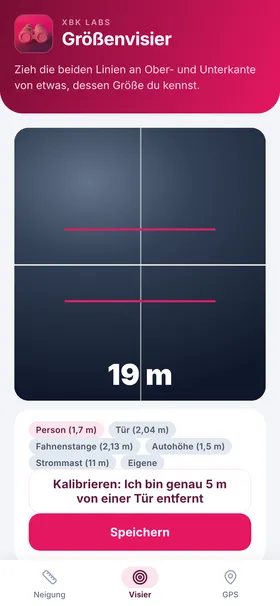 XBK LABS
Größenvisier
Zieh die beiden Linien an Ober- und Unterkante
von etwas, dessen Größe du kennst.
19 m
Person (1,7 m) Tür (2,04 m)
Fahnenstange (2,13 m) Autohöhe (1,5 m)
Strommast (11 m) Eigene
Kalibrieren: Ich bin genau 5 m
von einer Tür entfernt
Speichern
Neigung Visier GPS